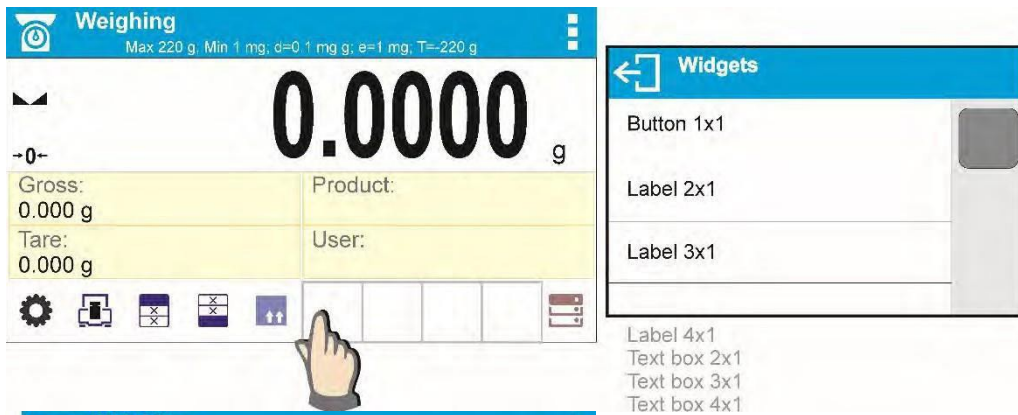 Weighing
Max 220 g; Min 1 mg; d=0.1 mg g; e=1 mg; T=-220 g
→0←
0.0000 g
Gross:
0.000 g
Product:
Tare:
0.000 g
User:
Widgets
Button 1x1
Label 2x1
Label 3x1
Label 4x1
Text box 2x1
Text box 3x1
Text box 4x1